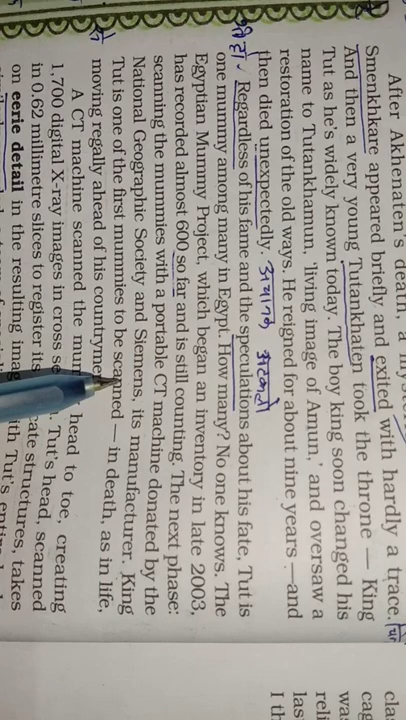 After Akhenaten's death, a
Smenkhkare appeared briefly and exited with hardly a trace.
And then a very young Tutankhaten took the throne — King
Tut as he's widely known today. The boy king soon changed his
name to Tutankhamun, 'living image of Amun,' and oversaw a
restoration of the old ways. He reigned for about nine years — and
then died unexpectedly. अचानक
Regardless of his fame and the speculations about his fate, Tut is
one mummy among many in Egypt. How many? No one knows. The
Egyptian Mummy Project, which began an inventory in late 2003,
has recorded almost 600 so far and is still counting. The next phase:
scanning the mummies with a portable CT machine donated by the
National Geographic Society and Siemens, its manufacturer. King
Tut is one of the first mummies to be scanned — in death, as in life,
moving regally ahead of his
A CT machine scanned the head to toe, creating
1,700 digital X-ray images in cross Tut's head, scanned
in 0.62 millimetre slices to register its structures, takes
on eerie detail in the resulting Tut's